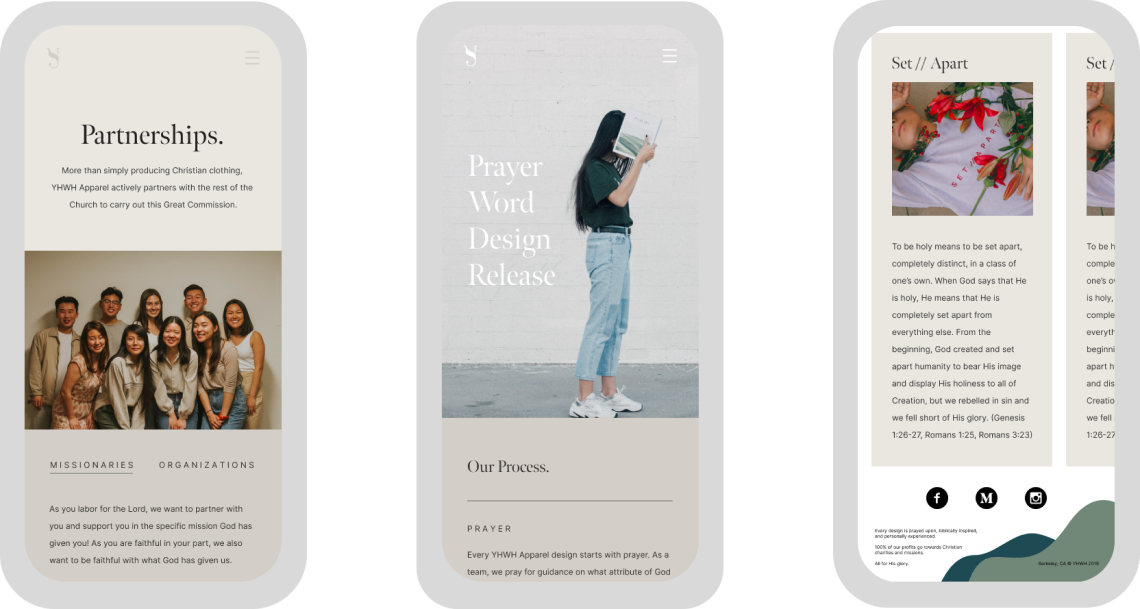 Partnerships.
More than simply producing Christian clothing,
YHWH Apparel actively partners with the rest of the
Church to carry out this Great Commission.
MISSIONARIES ORGANIZATIONS
As you labor for the Lord, we want to partner with
you and support you in the specific mission God has
given you! As you are faithful in your part, we also
want to be faithful with what God has given us.
Prayer
Word
Design
Release
Our Process.
PRAYER
Every YHWH Apparel design starts with prayer. As a
team, we pray for guidance on what attribute of God
Set // Apart
SET/APART
To be holy means to be set apart,
completely distinct, in a class of
one's own. When God says that He
is holy, He means that He is
completely set apart from
everything else. From the
beginning, God created and set
apart humanity to bear His image
and display His holiness to all of
Creation, but we rebelled in sin and
we fell short of His glory. (Genesis
1:26-27, Romans 1:25, Romans 3:23)
Set /
To be h
comple
one's o
is holy,
comple
everyth
beginni
apart h
and dis
Creatio
we fell
1:26-27
Every design is prayed upon, biblically inspired,
and personally experienced.
100% of our profits go towards Christian
charities and missions.
All for His glory.
Berkeley, CA © YHWH 2019